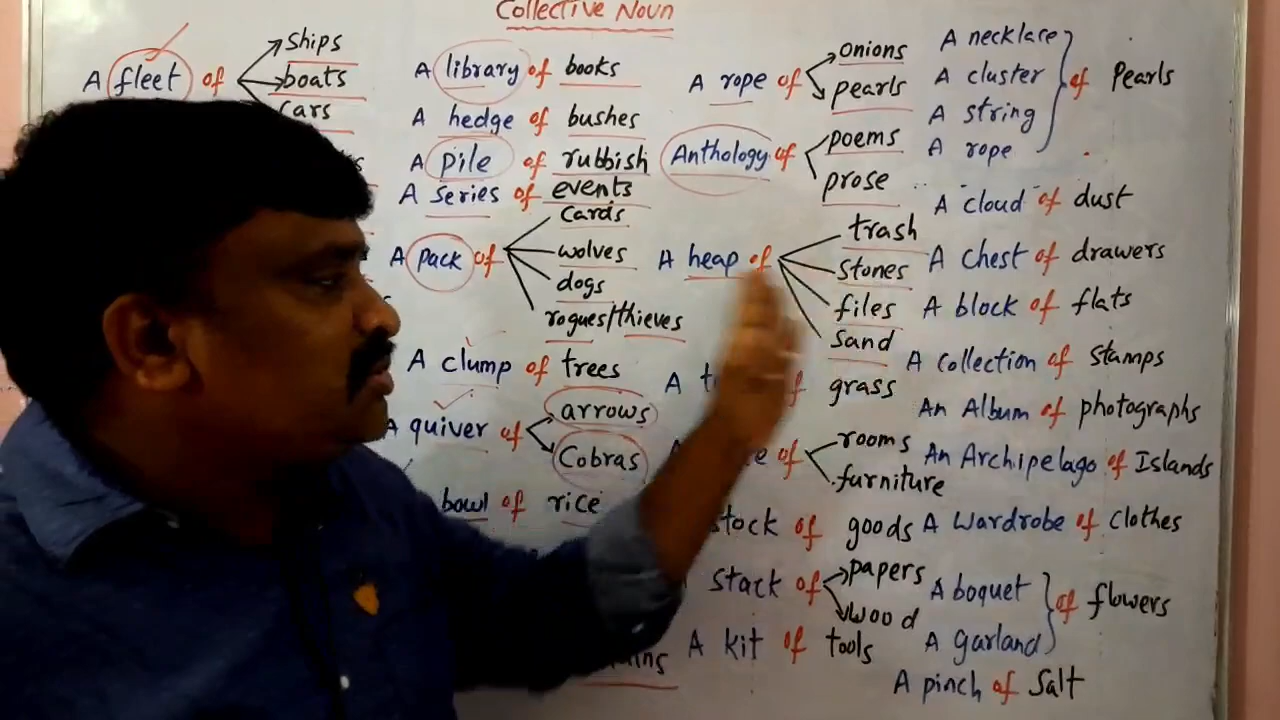 Collective Noun
A fleet of ships
boats
cars
A library of books
A hedge of bushes
A pile of rubbish
A series of events
A pack of cards
wolves
dogs
rogues/thieves
A clump of trees
A quiver of arrows
Cobras
bowl of rice
A rope of onions
pearls
Anthology of poems
prose
A heap of trash
stones
files
sand
A of grass
of rooms
furniture
stock of goods
stack of papers
wood
A kit of tools
A necklace
A cluster
A string
A rope
of Pearls
A cloud of dust
A chest of drawers
A block of flats
A collection of stamps
An Album of photographs
An Archipelago of Islands
A Wardrobe of clothes
A boquet
A garland
of flowers
A pinch of Salt